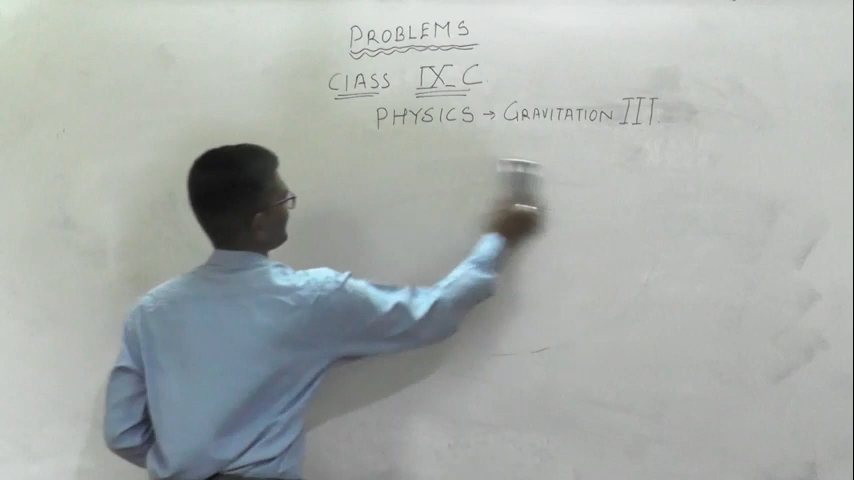 PROBLEMS
CLASS IX C
PHYSICS → GRAVITATION III.